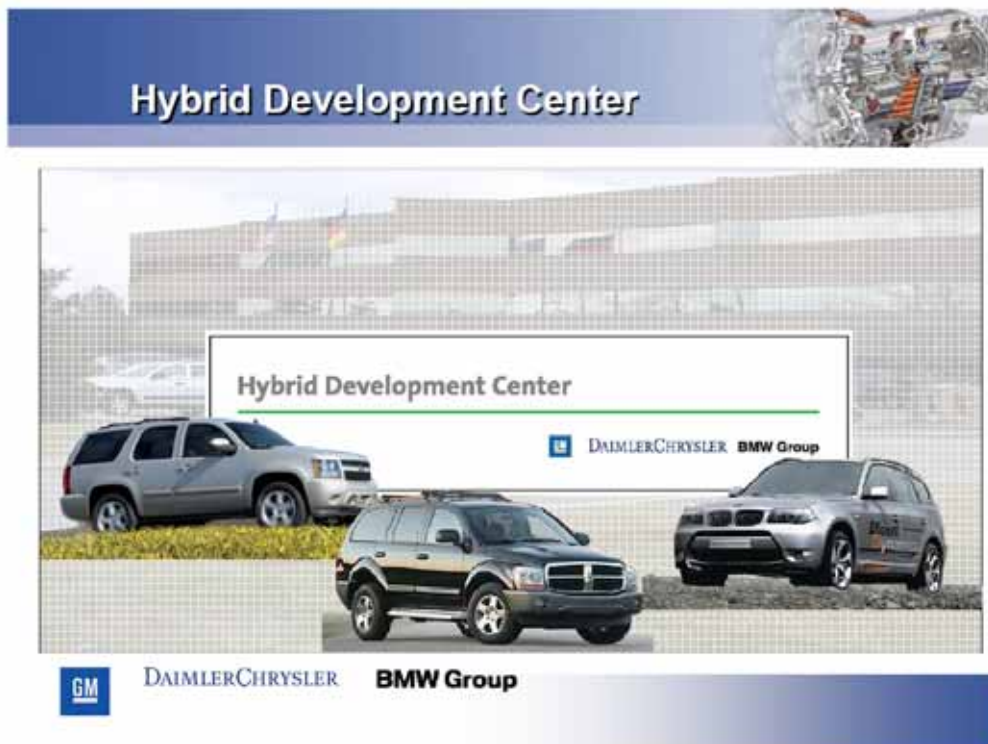 Hybrid Development Center
Hybrid Development Center
DAIMLERCHRYSLER BMW Group
GM DAIMLERCHRYSLER BMW Group